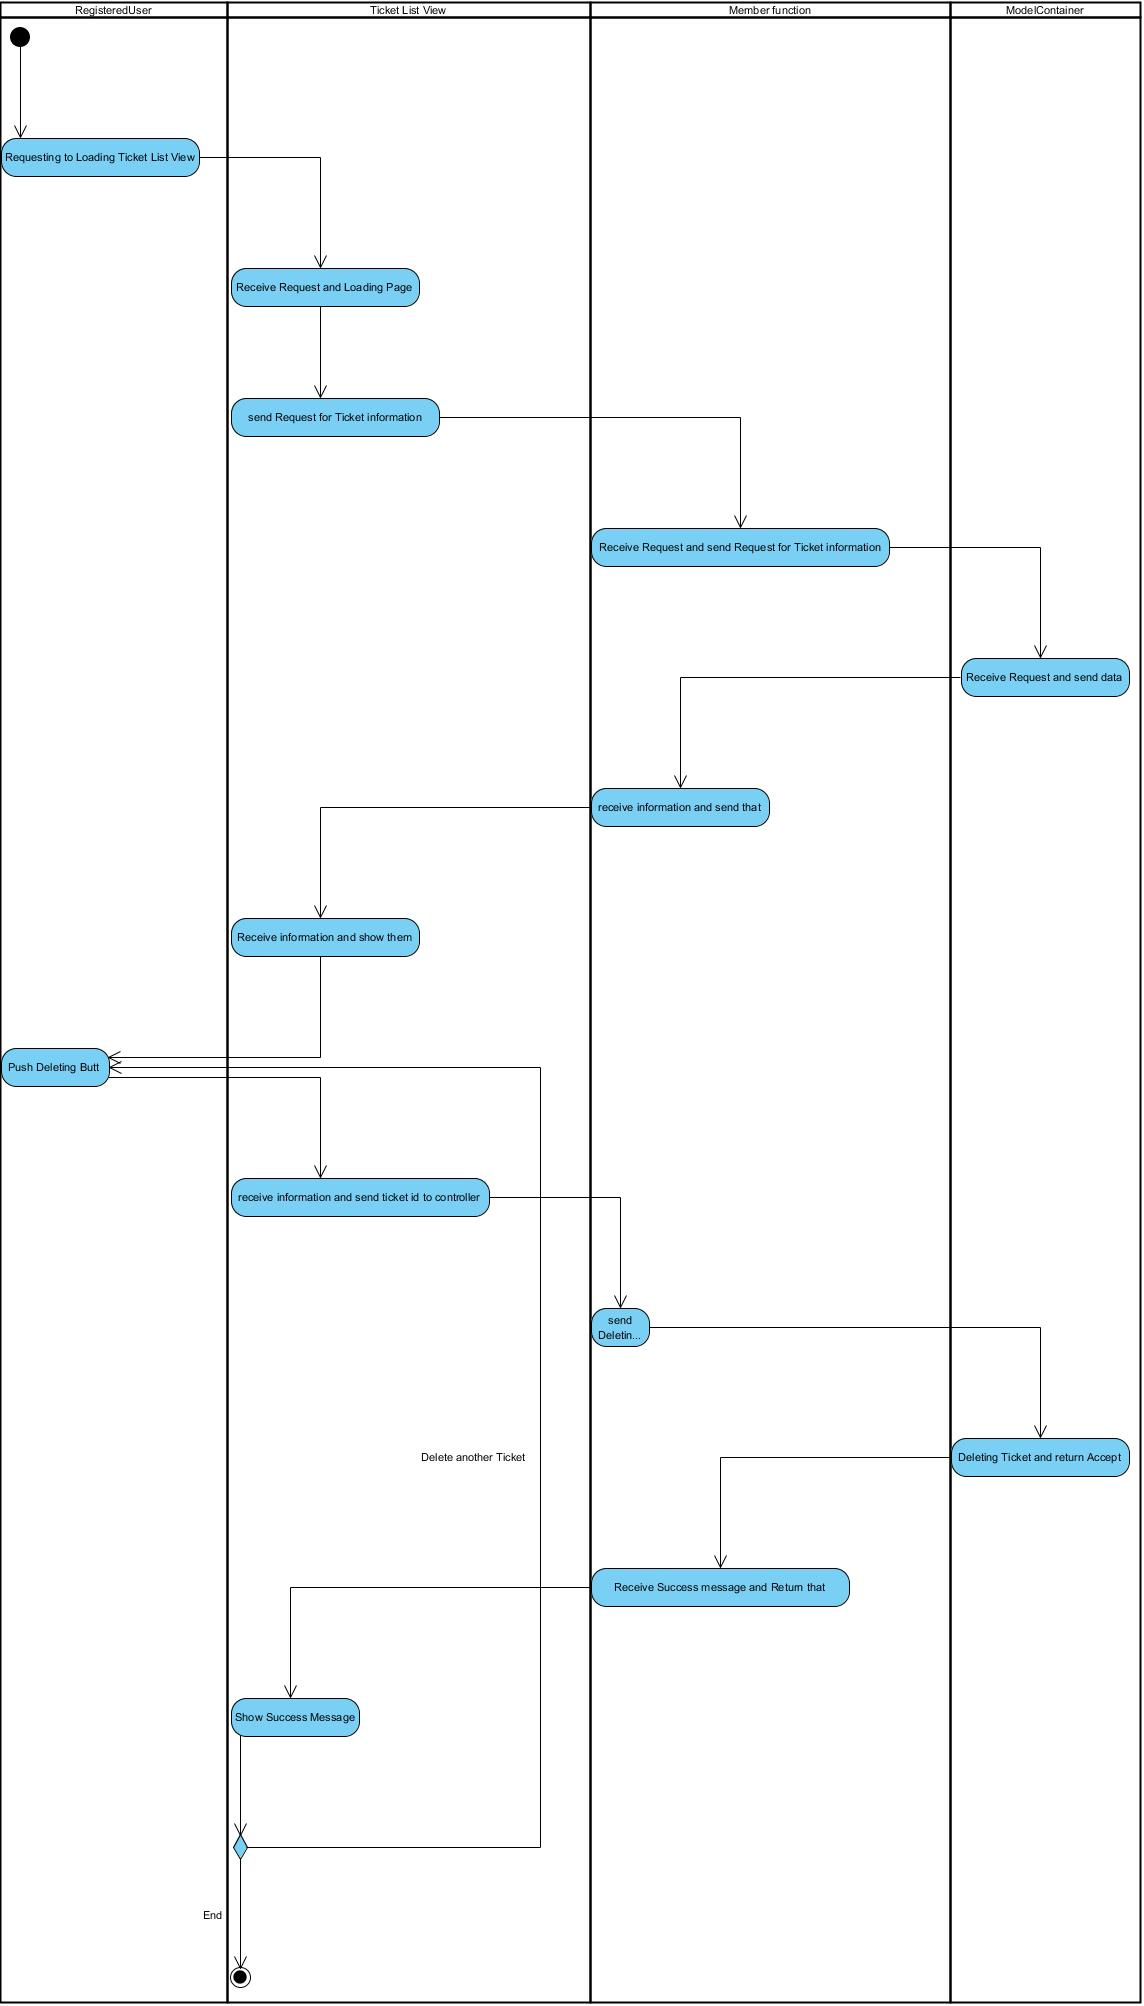 RegisteredUser
Ticket List View
Member function
ModelContainer
Requesting to Loading Ticket List View
Receive Request and Loading Page
send Request for Ticket information
Receive Request and send Request for Ticket information
Receive Request and send data
receive information and send that
Receive information and show them
Push Deleting Butt
receive information and send ticket id to controller
send
Deletin...
Delete another Ticket
Deleting Ticket and return Accept
Receive Success message and Return that
Show Success Message
End